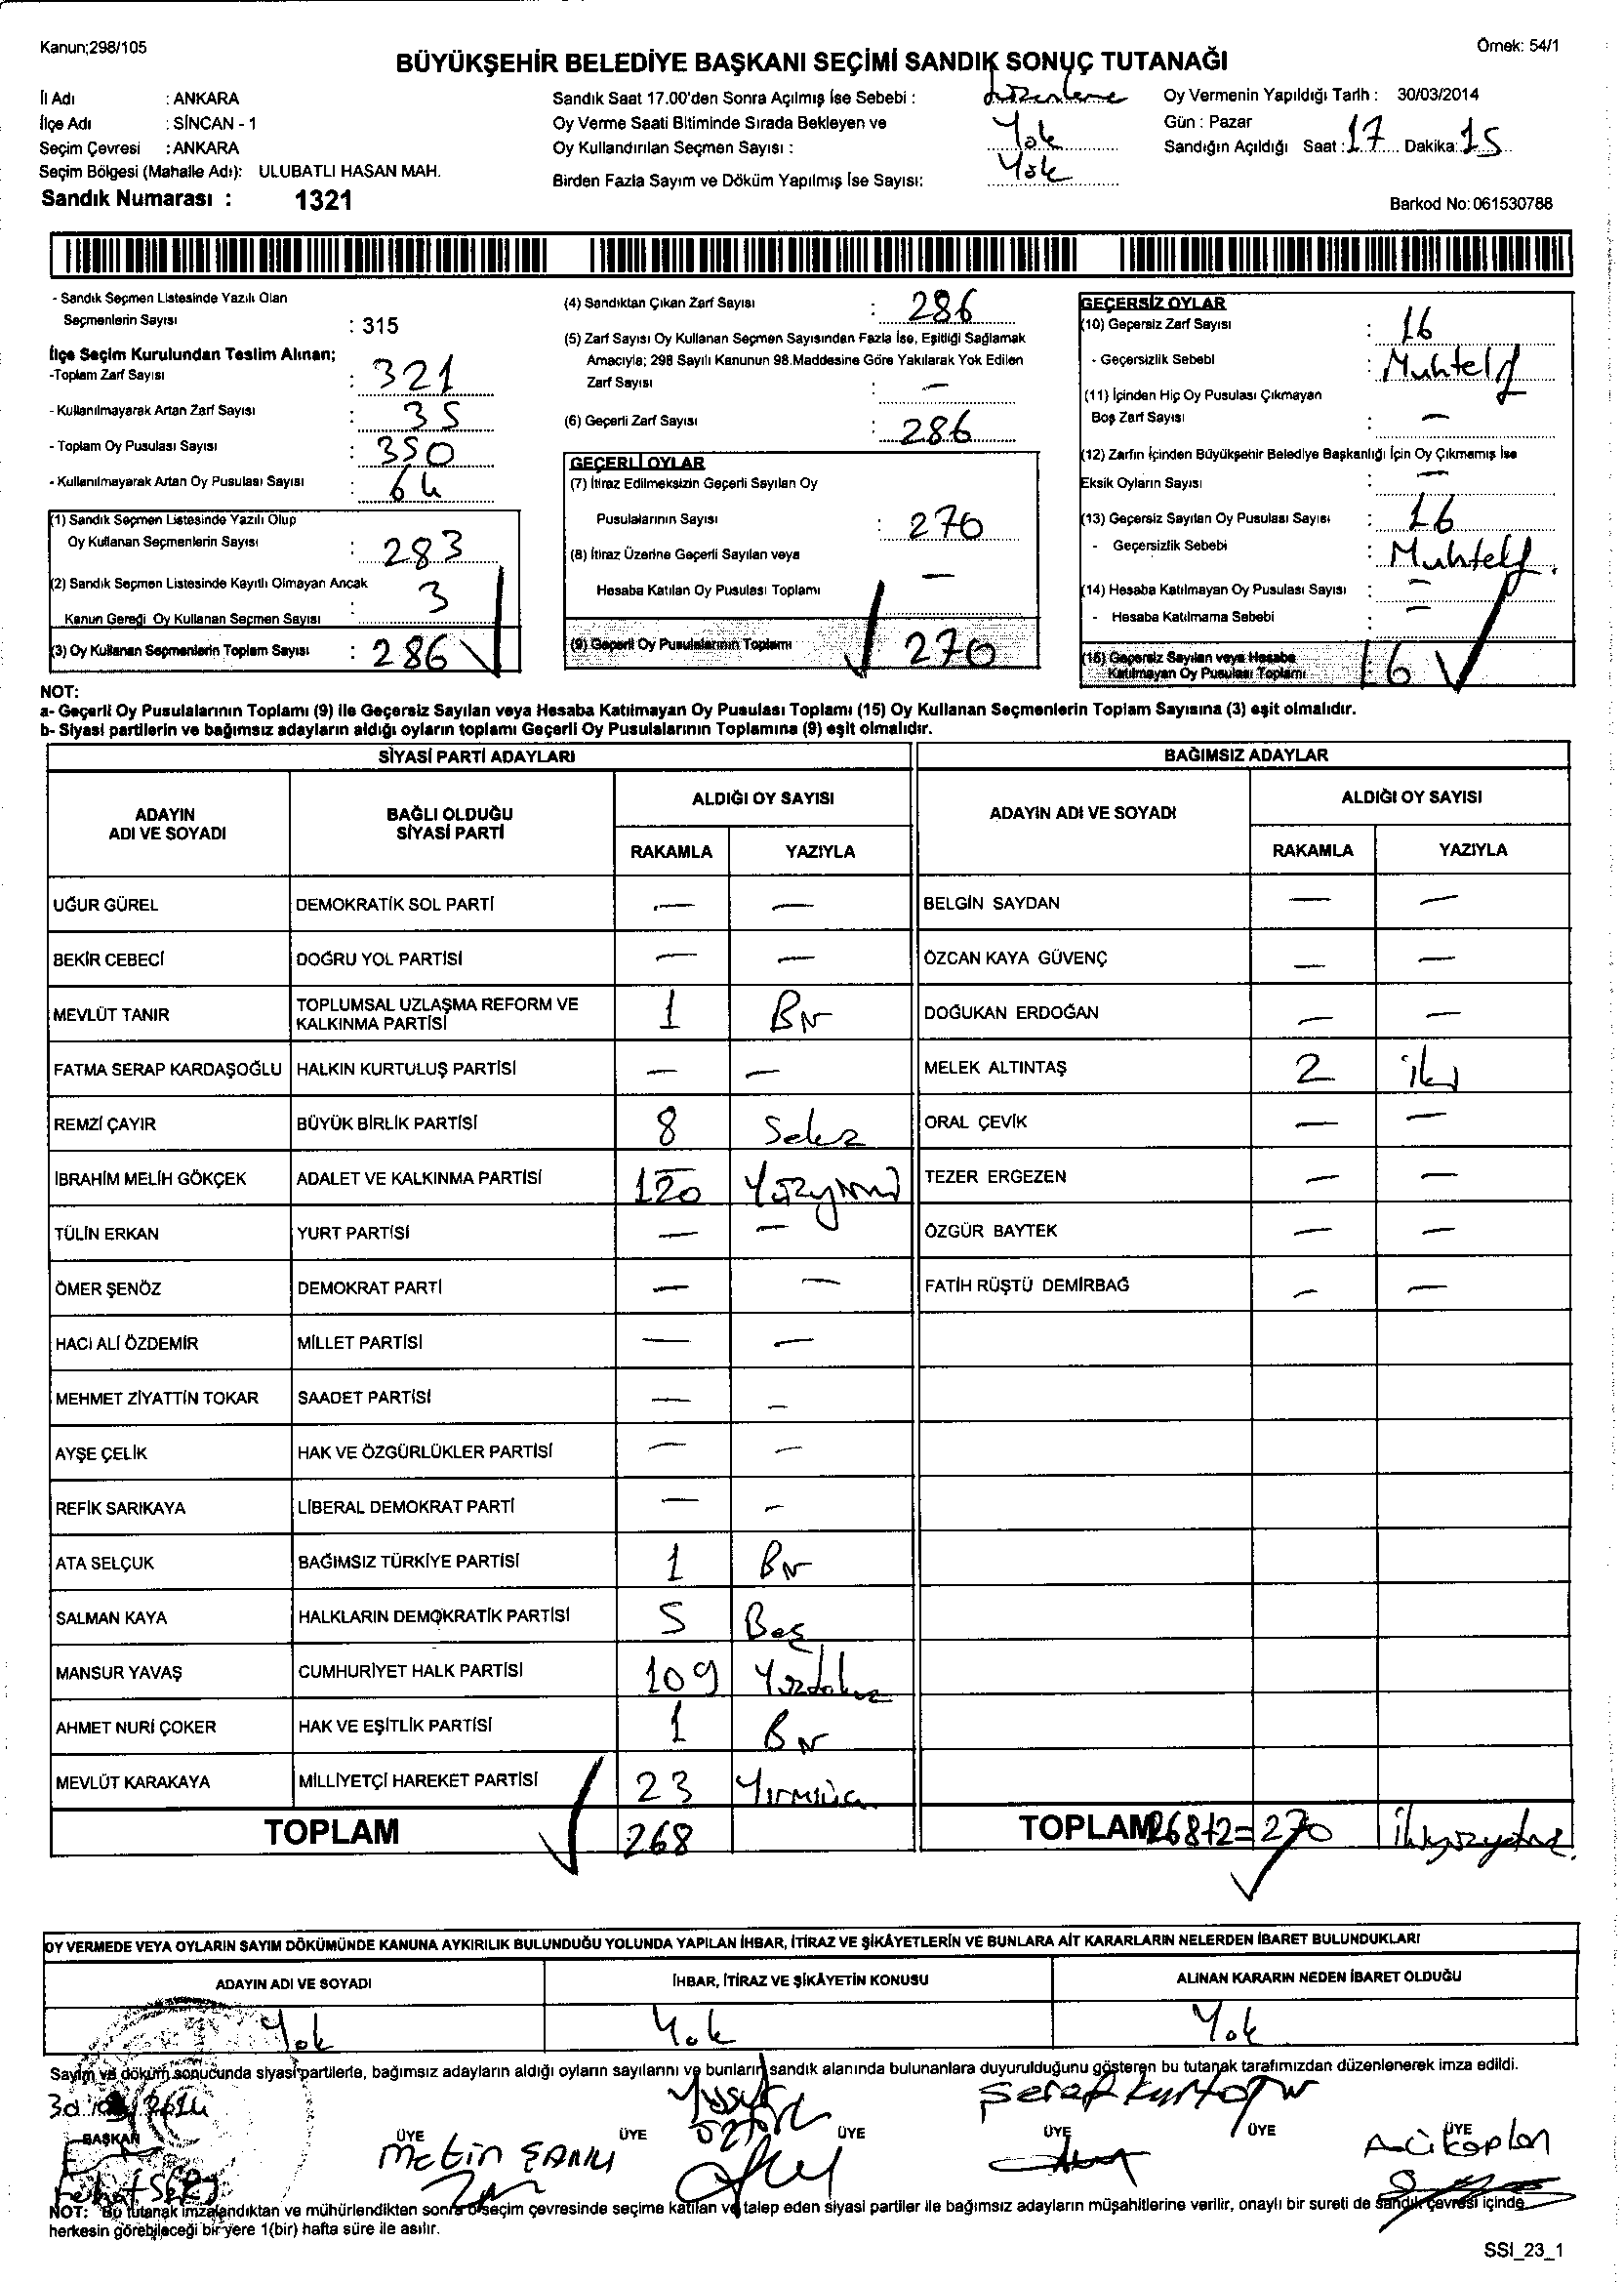 Kanun;298/105
Örnek: 54/1
BÜYÜKŞEHİR BELEDİYE BAŞKANI SEÇİMİ SANDIK SONUÇ TUTANAĞI
İl Adı : ANKARA
İlçe Adı : SİNCAN - 1
Seçim Çevresi : ANKARA
Seçim Bölgesi (Mahalle Adı): ULUBATLI HASAN MAH.
Sandık Numarası : 1321
Sandık Saat 17.00'den Sonra Açılmış İse Sebebi :
Oy Verme Saati Bitiminde Sırada Bekleyen ve
Oy Kullandırılan Seçmen Sayısı : Yok
Birden Fazla Sayım ve Döküm Yapılmış İse Sayısı: Yok
Oy Vermenin Yapıldığı Tarih : 30/03/2014
Gün : Pazar
Sandığın Açıldığı Saat : 17 Dakika: 15
Barkod No: 061530788
- Sandık Seçmen Listesinde Yazılı Olan
Seçmenlerin Sayısı : 315
İlçe Seçim Kurulundan Teslim Alınan;
-Toplam Zarf Sayısı : 321
- Kullanılmayarak Artan Zarf Sayısı : 35
- Toplam Oy Pusulası Sayısı : 350
- Kullanılmayarak Artan Oy Pusulası Sayısı : 64
(1) Sandık Seçmen Listesinde Yazılı Olup
Oy Kullanan Seçmenlerin Sayısı : 283
(2) Sandık Seçmen Listesinde Kayıtlı Olmayan Ancak
Kanun Gereği Oy Kullanan Seçmen Sayısı : 3
(3) Oy Kullanan Seçmenlerin Toplam Sayısı : 286
(4) Sandıktan Çıkan Zarf Sayısı : 286
(5) Zarf Sayısı Oy Kullanan Seçmen Sayısından Fazla İse, Eşitliği Sağlamak
Amacıyla; 298 Sayılı Kanunun 98.Maddesine Göre Yakılarak Yok Edilen
Zarf Sayısı : —
(6) Geçerli Zarf Sayısı : 286
GEÇERLİ OYLAR
(7) İtiraz Edilmeksizin Geçerli Sayılan Oy
Pusulalarının Sayısı : 270
(8) İtiraz Üzerine Geçerli Sayılan veya
Hesaba Katılan Oy Pusulası Toplamı —
(9) Geçerli Oy Pusulalarının Toplamı 270
GEÇERSİZ OYLAR
(10) Geçersiz Zarf Sayısı : 16
- Geçersizlik Sebebi : Muhtelif
(11) İçinden Hiç Oy Pusulası Çıkmayan
Boş Zarf Sayısı : —
(12) Zarfın İçinden Büyükşehir Belediye Başkanlığı İçin Oy Çıkmamış İse
Eksik Oyların Sayısı : —
(13) Geçersiz Sayılan Oy Pusulası Sayısı : 16
- Geçersizlik Sebebi : Muhtelif.
(14) Hesaba Katılmayan Oy Pusulası Sayısı : —
- Hesaba Katılmama Sebebi : —
(15) Geçersiz Sayılan veya Hesaba
Katılmayan Oy Pusulası Toplamı 16
NOT:
a- Geçerli Oy Pusulalarının Toplamı (9) ile Geçersiz Sayılan veya Hesaba Katılmayan Oy Pusulası Toplamı (15) Oy Kullanan Seçmenlerin Toplam Sayısına (3) eşit olmalıdır.
b- Siyasi partilerin ve bağımsız adayların aldığı oyların toplamı Geçerli Oy Pusulalarının Toplamına (9) eşit olmalıdır.
SİYASİ PARTİ ADAYLARI
BAĞIMSIZ ADAYLAR
ADAYIN ADI VE SOYADI
BAĞLI OLDUĞU SİYASİ PARTİ
ALDIĞI OY SAYISI
RAKAMLA YAZIYLA
ADAYIN ADI VE SOYADI
ALDIĞI OY SAYISI
RAKAMLA YAZIYLA
UĞUR GÜREL DEMOKRATİK SOL PARTİ — — BELGİN SAYDAN — —
BEKİR CEBECİ DOĞRU YOL PARTİSİ — — ÖZCAN KAYA GÜVENÇ — —
MEVLÜT TANIR TOPLUMSAL UZLAŞMA REFORM VE KALKINMA PARTİSİ 1 Bir DOĞUKAN ERDOĞAN — —
FATMA SERAP KARDAŞOĞLU HALKIN KURTULUŞ PARTİSİ — — MELEK ALTINTAŞ 2 iki
REMZİ ÇAYIR BÜYÜK BİRLİK PARTİSİ 8 Sekiz ORAL ÇEVİK — —
İBRAHİM MELİH GÖKÇEK ADALET VE KALKINMA PARTİSİ 120 Yüzyirmi TEZER ERGEZEN — —
TÜLİN ERKAN YURT PARTİSİ — — ÖZGÜR BAYTEK — —
ÖMER ŞENÖZ DEMOKRAT PARTİ — — FATİH RÜŞTÜ DEMİRBAĞ — —
HACI ALİ ÖZDEMİR MİLLET PARTİSİ — —
MEHMET ZİYATTİN TOKAR SAADET PARTİSİ — —
AYŞE ÇELİK HAK VE ÖZGÜRLÜKLER PARTİSİ — —
REFİK SARIKAYA LİBERAL DEMOKRAT PARTİ — —
ATA SELÇUK BAĞIMSIZ TÜRKİYE PARTİSİ 1 Bir
SALMAN KAYA HALKLARIN DEMOKRATİK PARTİSİ 5 Beş
MANSUR YAVAŞ CUMHURİYET HALK PARTİSİ 109 Yüzdokuz
AHMET NURİ ÇOKER HAK VE EŞİTLİK PARTİSİ 1 Bir
MEVLÜT KARAKAYA MİLLİYETÇİ HAREKET PARTİSİ 23 Yirmiüç
TOPLAM 268 TOPLAM 268+2= 270 ikiyüzyetmiş
OY VERMEDE VEYA OYLARIN SAYIM DÖKÜMÜNDE KANUNA AYKIRILIK BULUNDUĞU YOLUNDA YAPILAN İHBAR, İTİRAZ VE ŞİKÂYETLERİN VE BUNLARA AİT KARARLARIN NELERDEN İBARET BULUNDUKLARI
ADAYIN ADI VE SOYADI İHBAR, İTİRAZ VE ŞİKÂYETİN KONUSU ALINAN KARARIN NEDEN İBARET OLDUĞU
Yok Yok Yok
Sayım ve döküm sonucunda siyasi partilerle, bağımsız adayların aldığı oyların sayılarını ve bunların sandık alanında bulunanlara duyurulduğunu gösteren bu tutanak tarafımızdan düzenlenerek imza edildi.
BAŞKAN ÜYE ÜYE ÜYE ÜYE ÜYE ÜYE
Metin ŞANLI
Yusuf
NOT: Bu tutanak imzalandıktan ve mühürlendikten sonra o seçim çevresinde seçime katılan ve talep eden siyasi partiler ile bağımsız adayların müşahitlerine verilir, onaylı bir sureti de sandık çevresi içinde
herkesin görebileceği bir yere 1(bir) hafta süre ile asılır.
SSI_23_1